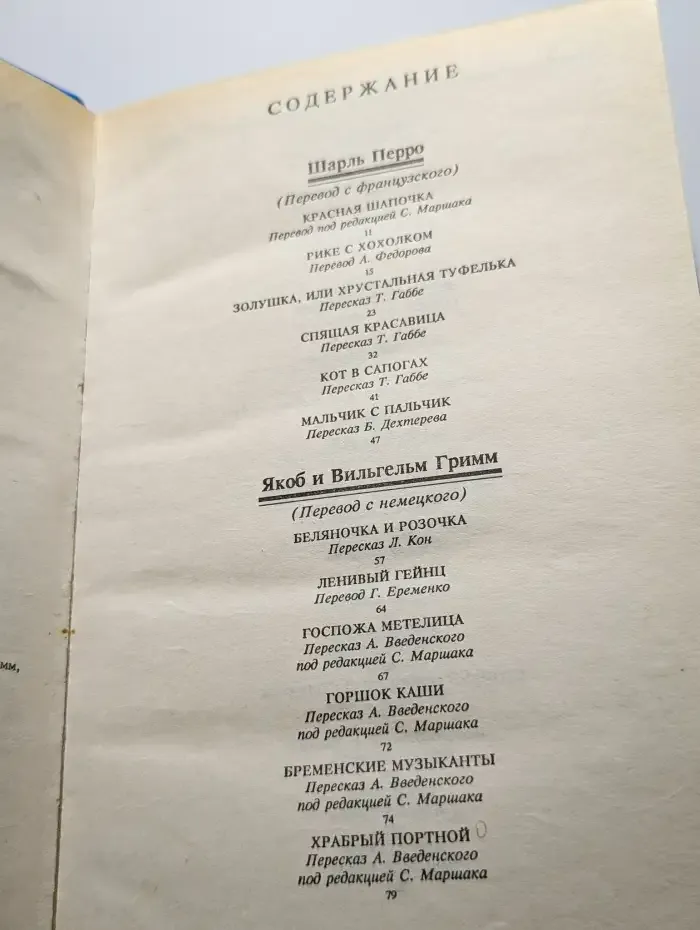 СОДЕРЖАНИЕ
Шарль Перро
(Перевод с французского)
КРАСНАЯ ШАПОЧКА
Перевод под редакцией С. Маршака
11
РИКЕ С ХОХОЛКОМ
Перевод А. Федорова
15
ЗОЛУШКА, ИЛИ ХРУСТАЛЬНАЯ ТУФЕЛЬКА
Пересказ Т. Габбе
23
СПЯЩАЯ КРАСАВИЦА
Пересказ Т. Габбе
32
КОТ В САПОГАХ
Пересказ Т. Габбе
41
МАЛЬЧИК С ПАЛЬЧИК
Пересказ Б. Дехтерева
47
Якоб и Вильгельм Гримм
(Перевод с немецкого)
БЕЛЯНОЧКА И РОЗОЧКА
Пересказ Л. Кон
57
ЛЕНИВЫЙ ГЕЙНЦ
Перевод Г. Еременко
64
ГОСПОЖА МЕТЕЛИЦА
Пересказ А. Введенского
под редакцией С. Маршака
67
ГОРШОК КАШИ
Пересказ А. Введенского
под редакцией С. Маршака
72
БРЕМЕНСКИЕ МУЗЫКАНТЫ
Пересказ А. Введенского
под редакцией С. Маршака
74
ХРАБРЫЙ ПОРТНОЙ
Пересказ А. Введенского
под редакцией С. Маршака
79
мм,